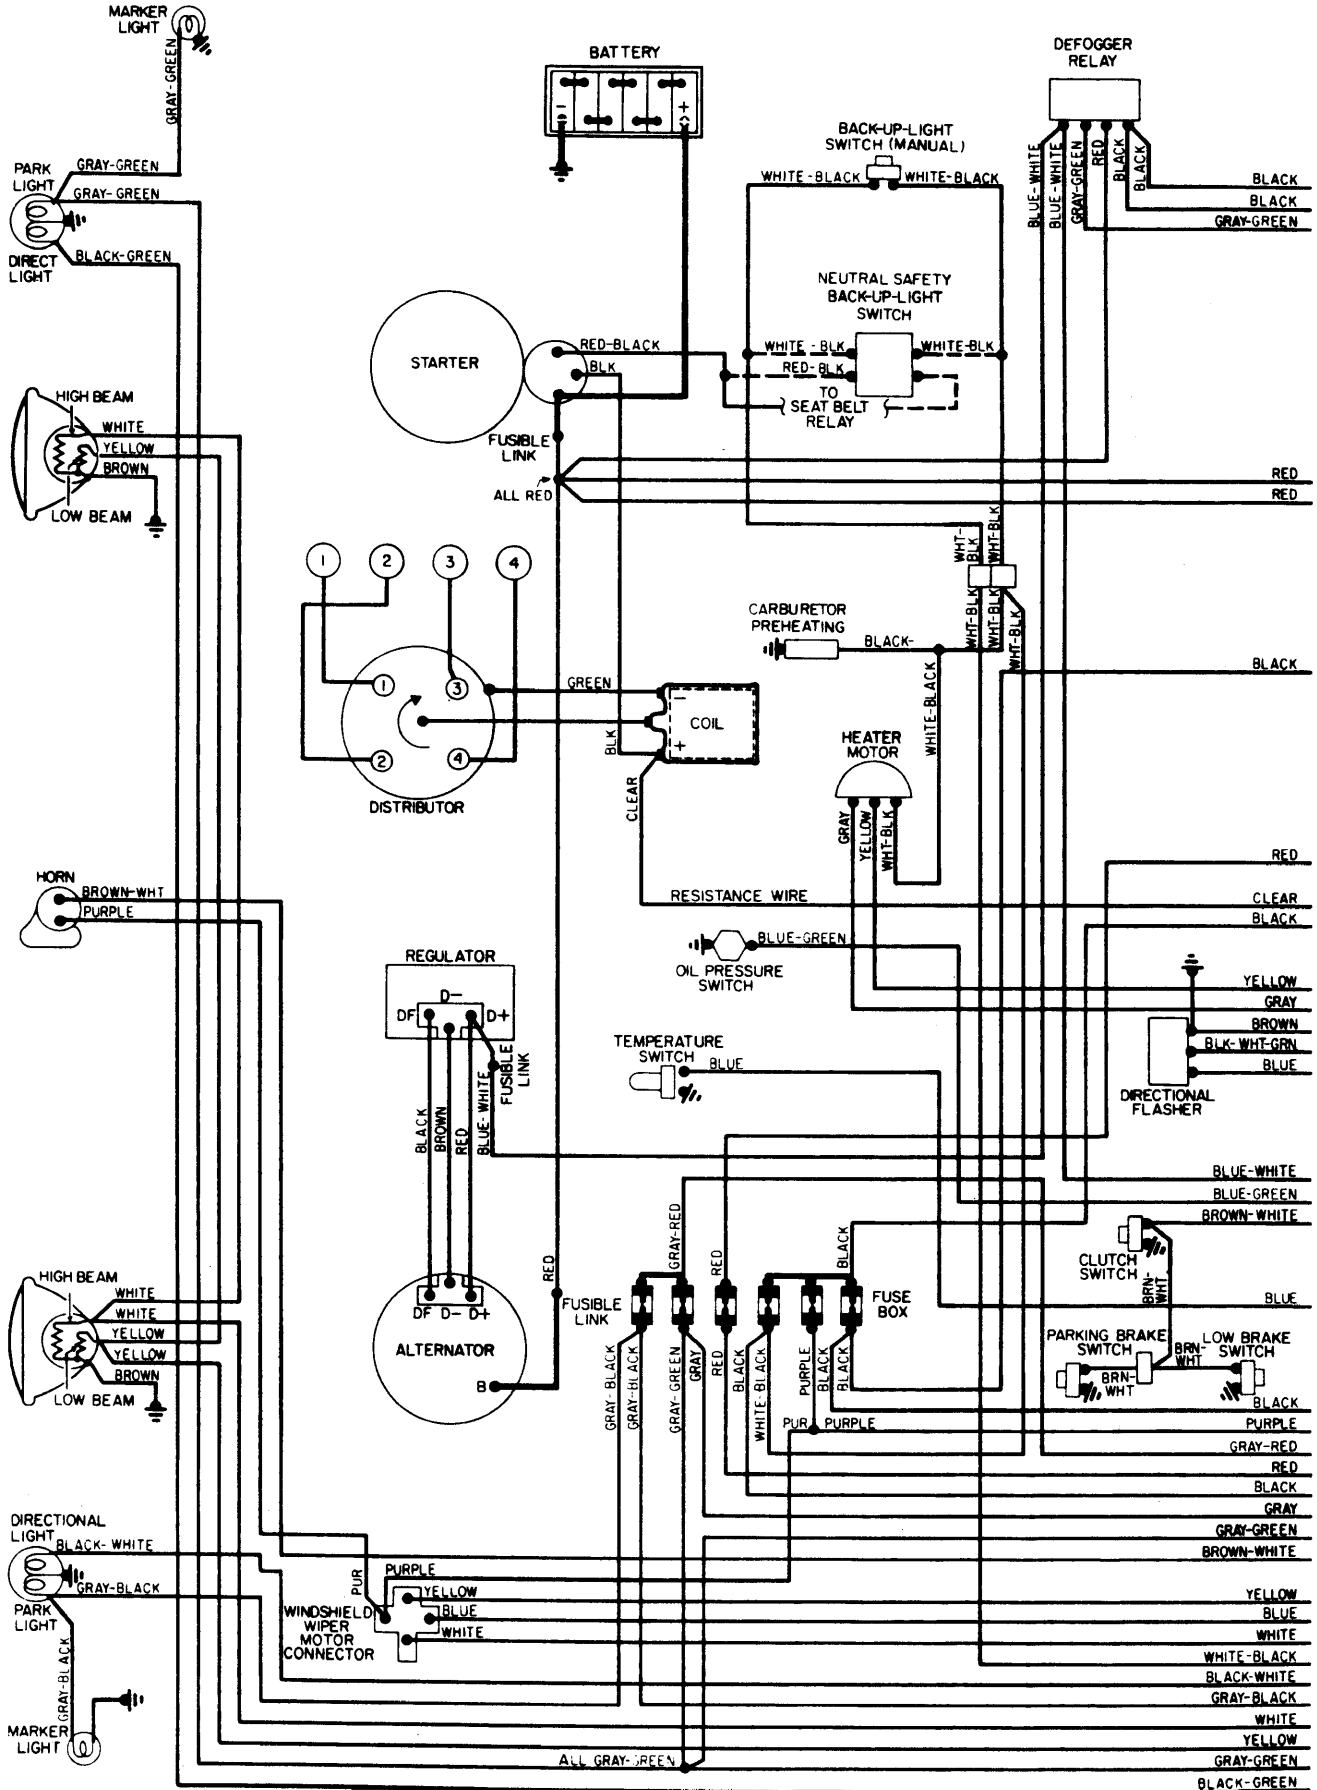 MARKER
LIGHT
GRAY-GREEN
BATTERY
−
+
DEFOGGER
RELAY
BACK-UP-LIGHT
SWITCH (MANUAL)
WHITE-BLACK
WHITE-BLACK
BLUE-WHITE
BLUE-WHITE
GRAY-GREEN
RED
BLACK
BLACK
BLACK
BLACK
GRAY-GREEN
PARK
LIGHT
GRAY-GREEN
GRAY-GREEN
BLACK-GREEN
DIRECT
LIGHT
NEUTRAL SAFETY
BACK-UP-LIGHT
SWITCH
WHITE-BLK
WHITE-BLK
RED-BLK
TO
SEAT BELT
RELAY
STARTER
RED-BLACK
BLK
FUSIBLE
LINK
ALL RED
RED
RED
HIGH BEAM
WHITE
YELLOW
BROWN
LOW BEAM
WHT-
BLK
WHT-BLK
WHT-BLK
WHT-BLK
WHT-BLK
1
2
3
4
1
3
2
4
DISTRIBUTOR
GREEN
−
COIL
+
BLK
CLEAR
CARBURETOR
PREHEATING
BLACK-
WHITE-BLACK
BLACK
HEATER
MOTOR
GRAY
YELLOW
WHT-BLK
RED
RESISTANCE WIRE
CLEAR
BLACK
HORN
BROWN-WHT
PURPLE
BLUE-GREEN
OIL PRESSURE
SWITCH
YELLOW
GRAY
BROWN
BLK-WHT-GRN
BLUE
DIRECTIONAL
FLASHER
REGULATOR
D−
DF
D+
FUSIBLE
LINK
BLACK
BROWN
RED
BLUE-WHITE
TEMPERATURE
SWITCH
BLUE
BLUE-WHITE
BLUE-GREEN
BROWN-WHITE
CLUTCH
SWITCH
BRN-
WHT
BLUE
GRAY-RED
RED
BLACK
RED
FUSIBLE
LINK
FUSE
BOX
DF D− D+
ALTERNATOR
B
HIGH BEAM
WHITE
WHITE
YELLOW
YELLOW
BROWN
LOW BEAM
PARKING BRAKE
SWITCH
BRN-
WHT
LOW BRAKE
SWITCH
BRN-
WHT
GRAY-BLACK
GRAY-BLACK
GRAY-GREEN
GRAY
RED
BLACK
WHITE-BLACK
PURPLE
BLACK
BLACK
PUR
PURPLE
BLACK
PURPLE
GRAY-RED
RED
BLACK
GRAY
GRAY-GREEN
BROWN-WHITE
DIRECTIONAL
LIGHT
BLACK-WHITE
GRAY-BLACK
PARK
LIGHT
GRAY-BLACK
MARKER
LIGHT
PUR
PURPLE
YELLOW
BLUE
WHITE
WINDSHIELD
WIPER
MOTOR
CONNECTOR
YELLOW
BLUE
WHITE
WHITE-BLACK
BLACK-WHITE
GRAY-BLACK
WHITE
YELLOW
ALL GRAY-GREEN
GRAY-GREEN
BLACK-GREEN